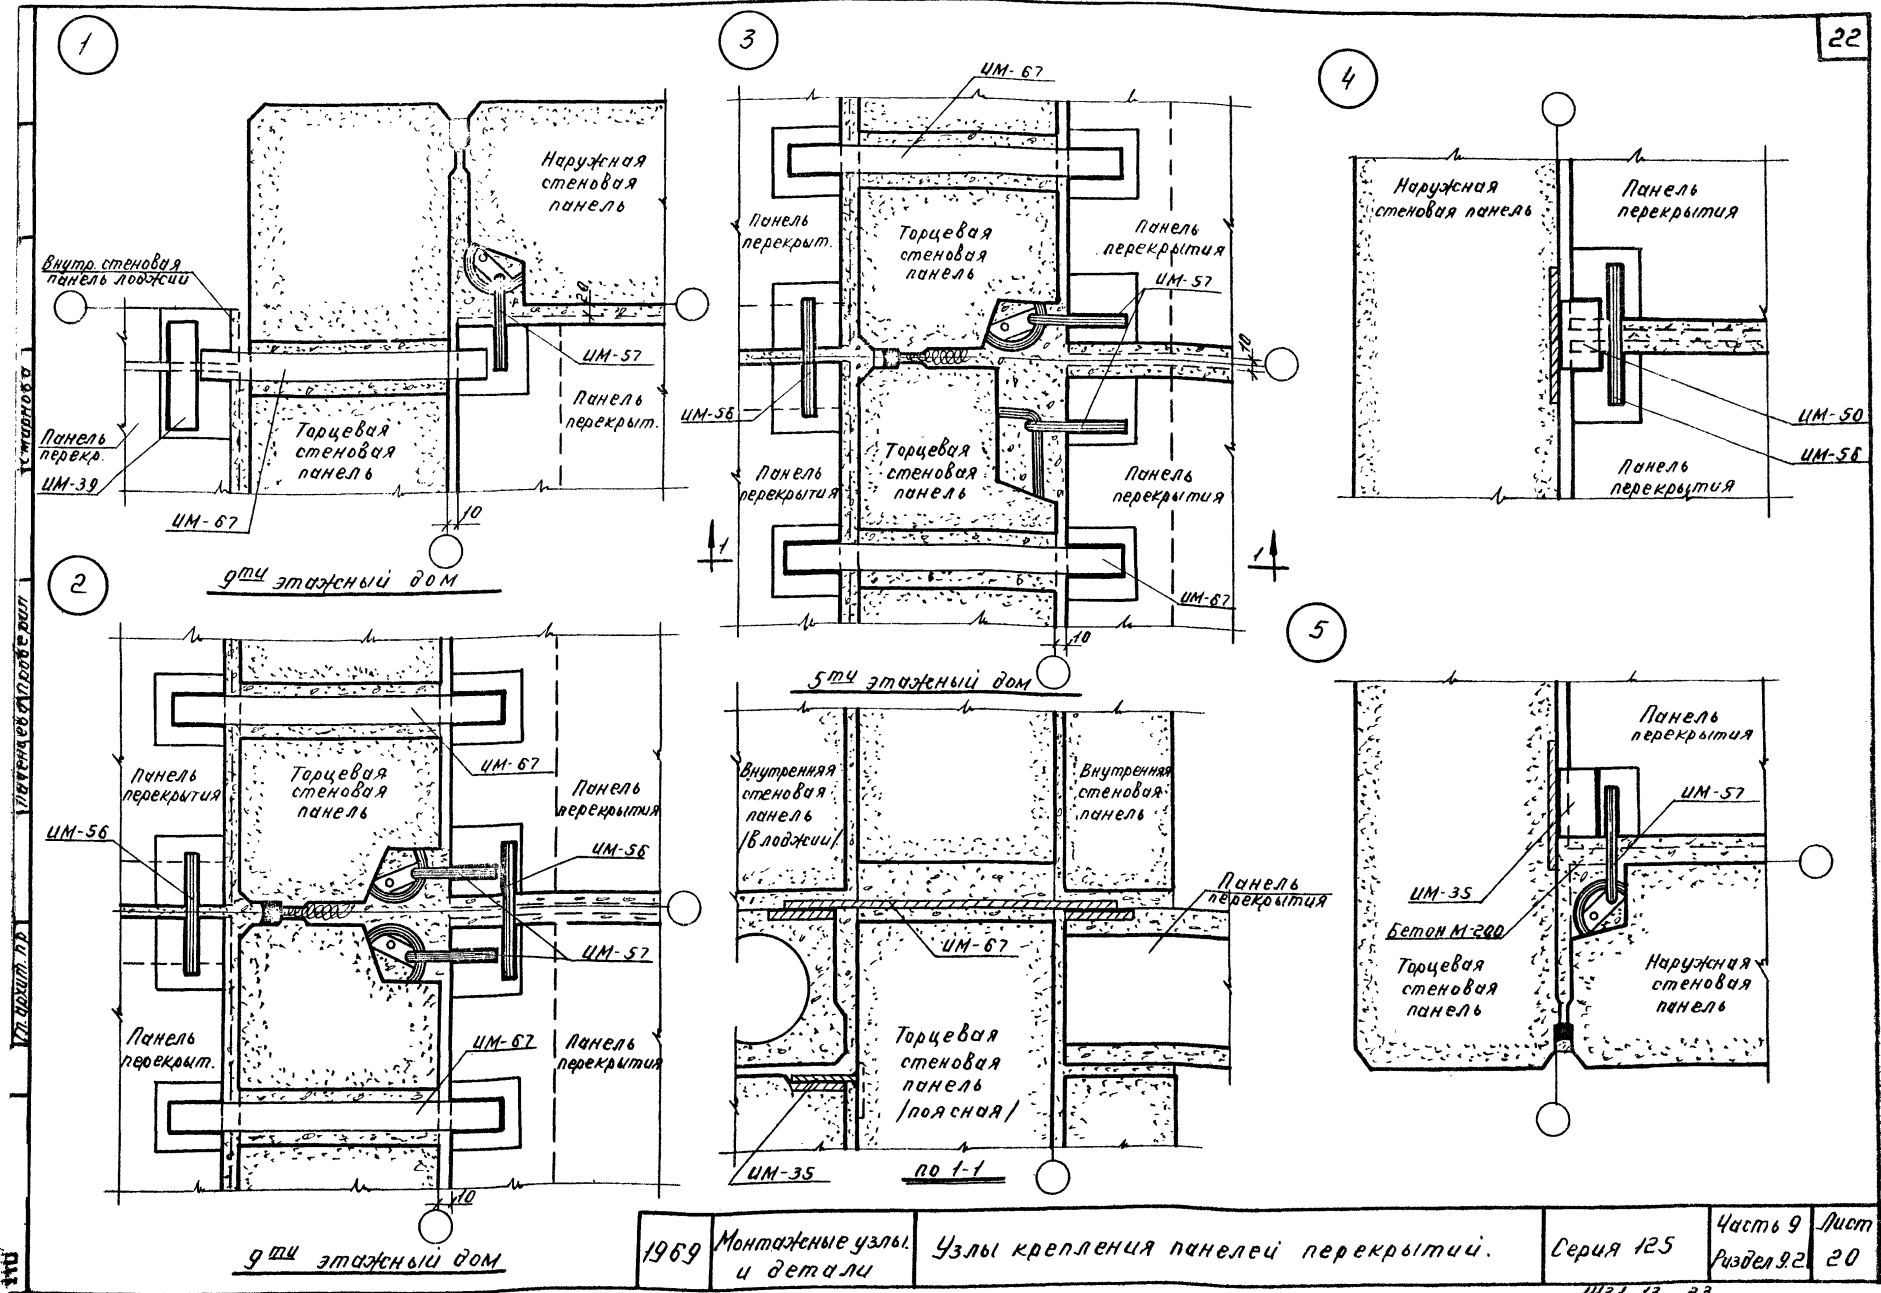 22
1
Наружная
стеновая
панель
Внутр. стеновая
панель лоджии
20
ИМ-57
Панель
перекрыт.
Торцевая
стеновая
панель
Панель
перекр.
ИМ-39
ИМ-67
10
9ти этажный дом
2
ИМ-67
Панель
перекрытия
Торцевая
стеновая
панель
Панель
перекрытия
ИМ-56
ИМ-56
ИМ-57
Панель
перекрыт.
ИМ-67
Панель
перекрытия
10
9ти этажный дом
3
ИМ-67
Панель
перекрыт.
Торцевая
стеновая
панель
Панель
перекрытия
ИМ-57
10
ИМ-56
Панель
перекрытия
Торцевая
стеновая
панель
Панель
перекрытия
1
1
ИМ-67
10
5ти этажный дом
Внутренняя
стеновая
панель
/в лоджии/
Внутренняя
стеновая
панель
Панель
перекрытия
ИМ-67
Торцевая
стеновая
панель
/поясная/
ИМ-35
по 1-1
4
Наружная
стеновая панель
Панель
перекрытия
ИМ-50
ИМ-56
Панель
перекрытия
5
Панель
перекрытия
ИМ-57
ИМ-35
Бетон М-200
Торцевая
стеновая
панель
Наружная
стеновая
панель
1969
Монтажные узлы
и детали
Узлы крепления панелей перекрытий.
Серия 125
Часть 9
Раздел 9.2
Лист
20
Смирнова
проверил
Гл. архит. пр